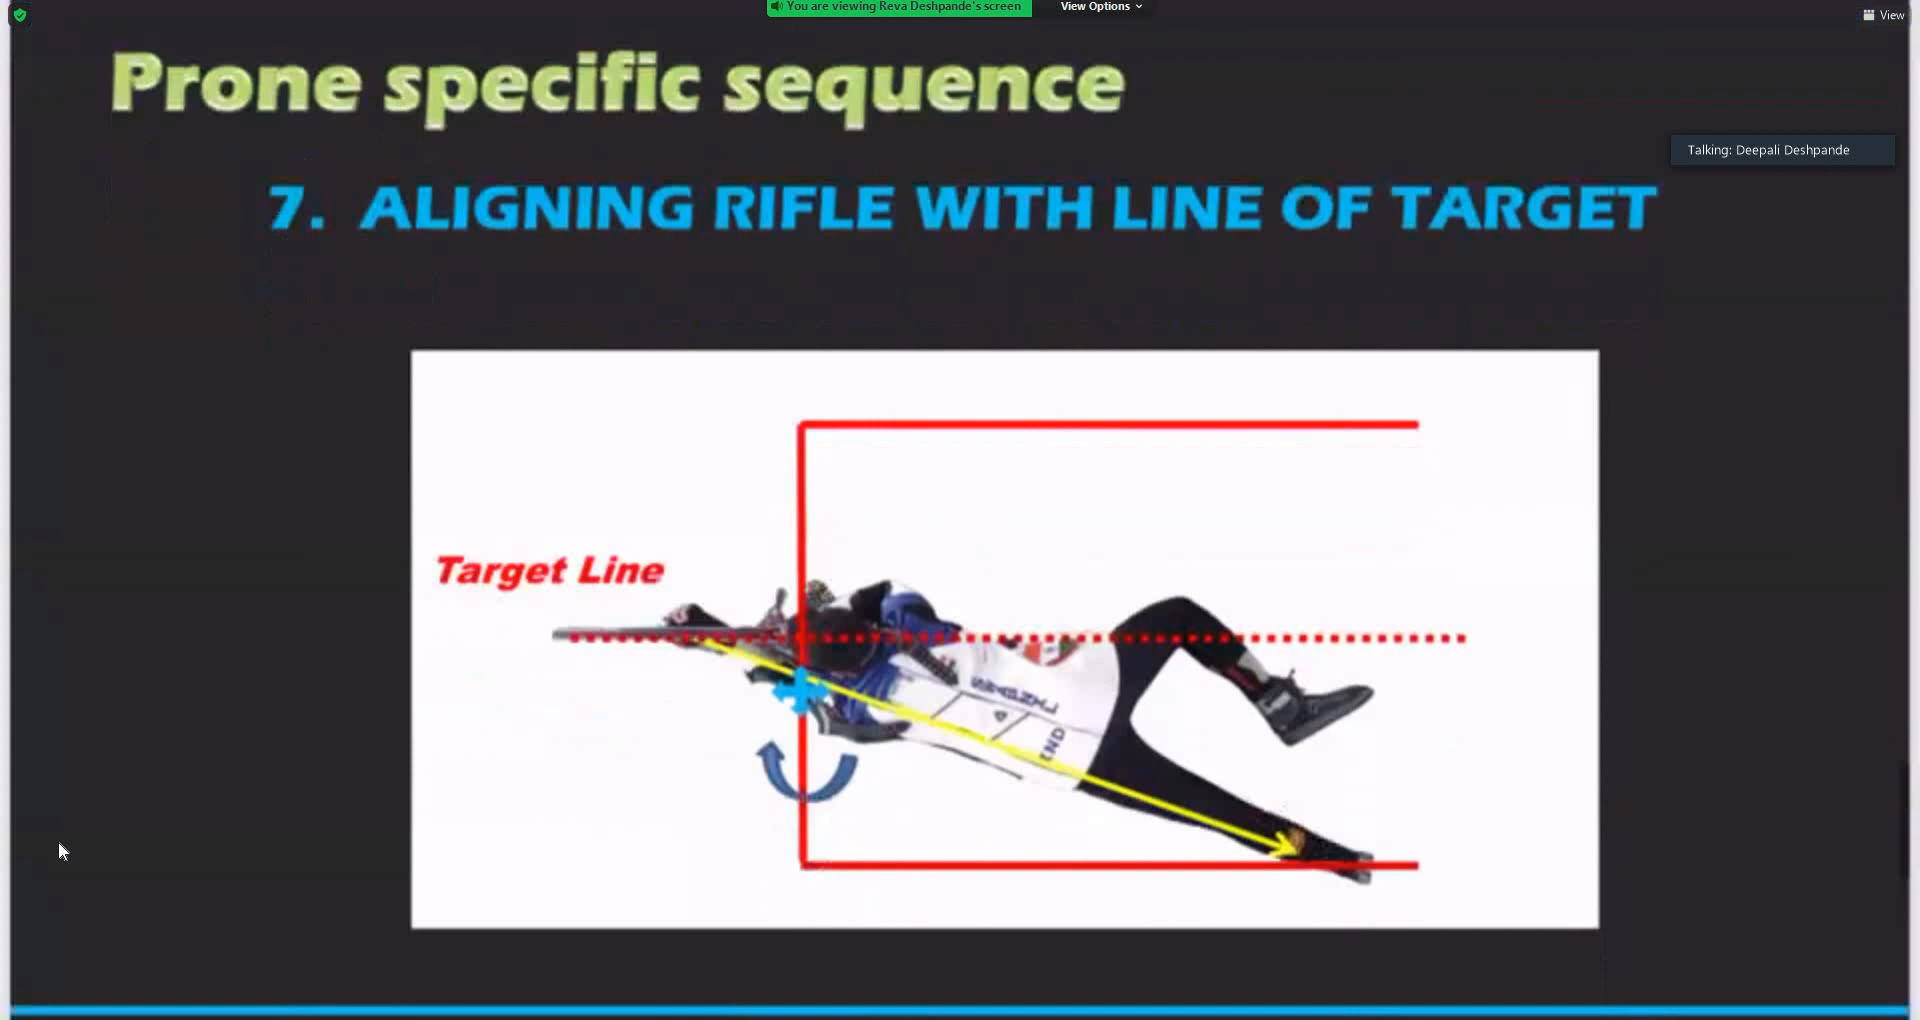 You are viewing Reva Deshpande's screen
View Options
View
Prone specific sequence
Talking: Deepali Deshpande
7. ALIGNING RIFLE WITH LINE OF TARGET
Target Line